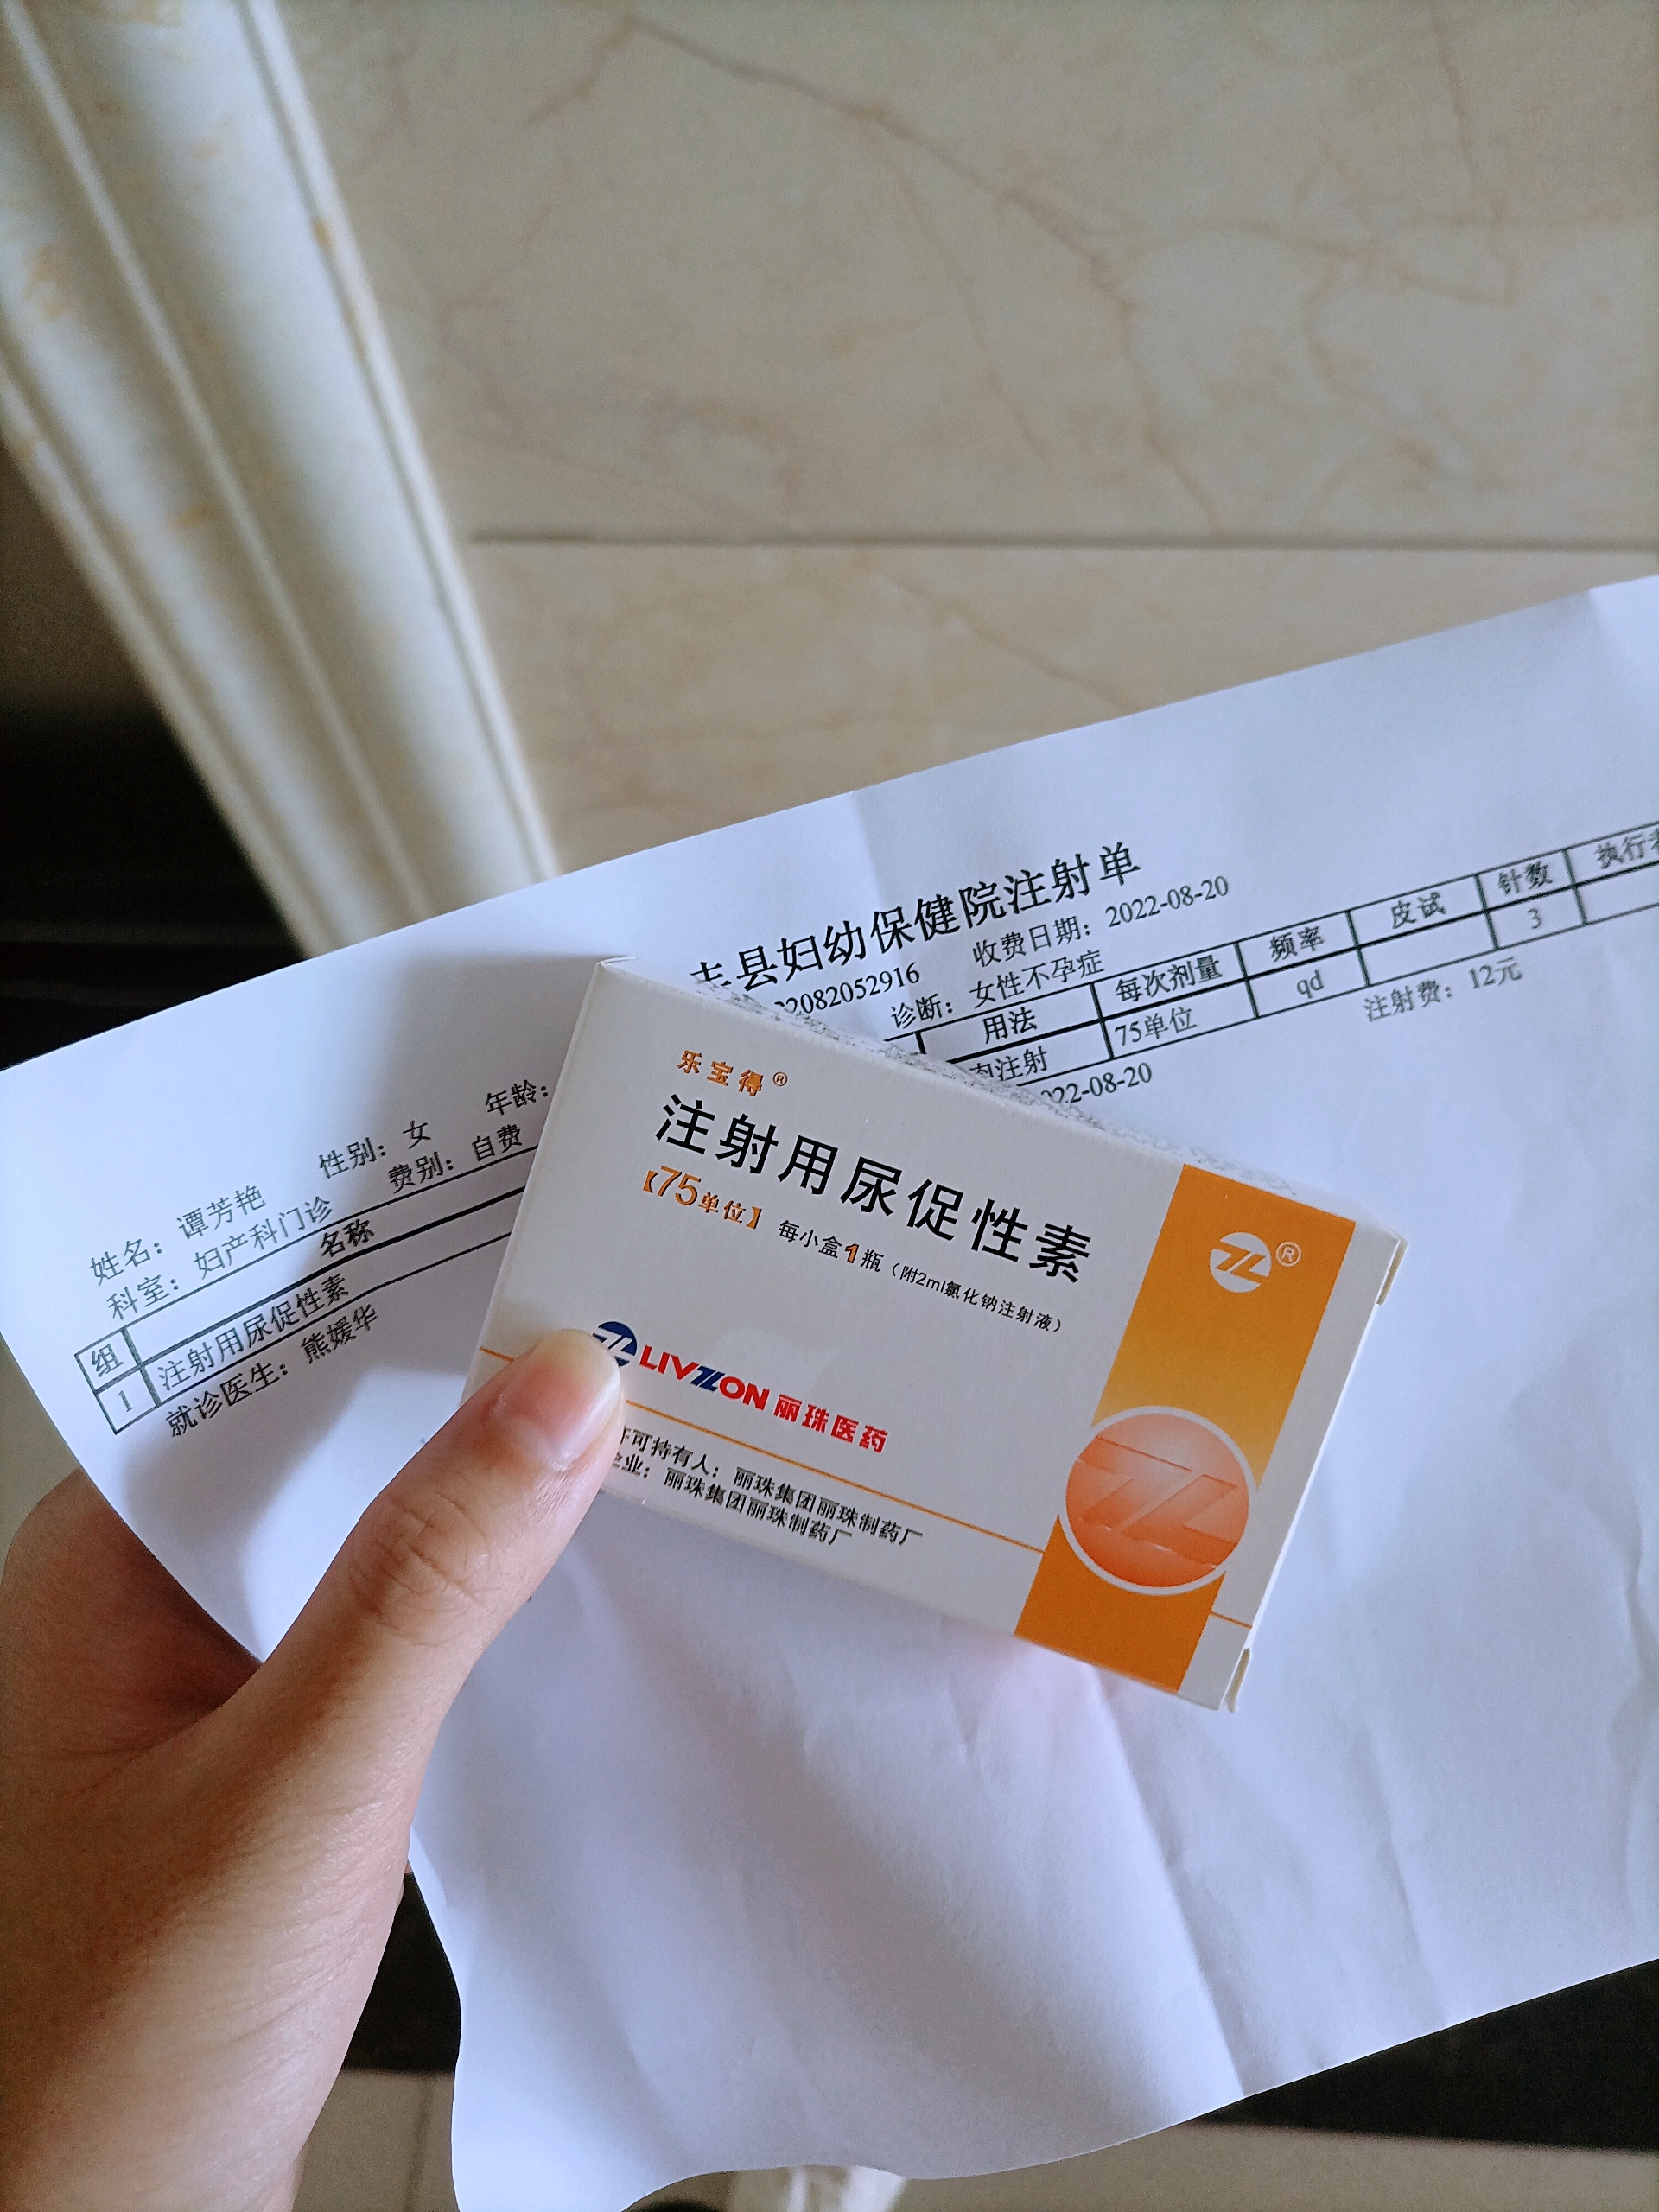 县妇幼保健院注射单
2082052916 收费日期：2022-08-20
姓名：谭芳艳 性别：女 年龄：
科室：妇产科门诊 费别：自费 诊断：女性不孕症
组 名称 用法 每次剂量 频率 皮试 针数 执行
1 注射用尿促性素 肉注射 75单位 qd 3
就诊医生：熊媛华 022-08-20 注射费：12元
乐宝得®
注射用尿促性素
【75单位】 每小盒1瓶（附2ml氯化钠注射液）
LIVZON 丽珠医药
许可持有人：丽珠集团丽珠制药厂
企业：丽珠集团丽珠制药厂
®